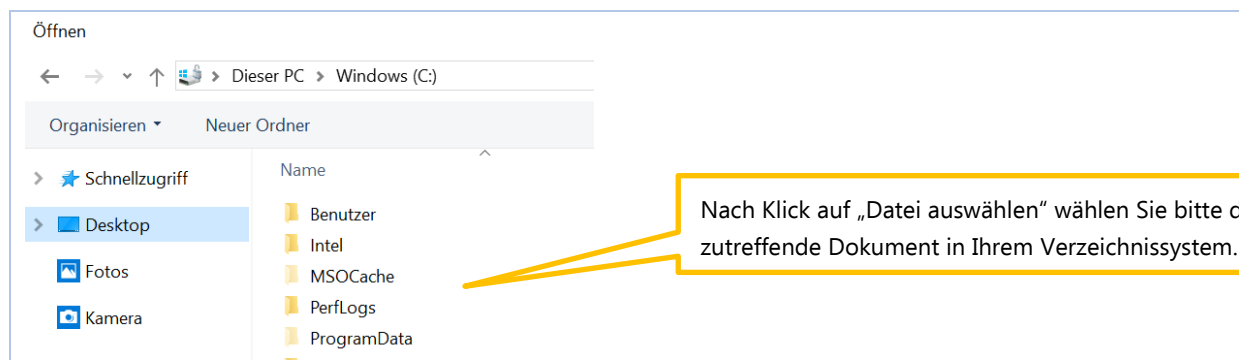 Öffnen
Dieser PC > Windows (C:)
Organisieren Neuer Ordner
Name
Schnellzugriff
Desktop
Fotos
Kamera
Benutzer
Intel
MSOCache
PerfLogs
ProgramData
Nach Klick auf „Datei auswählen“ wählen Sie bitte
zutreffende Dokument in Ihrem Verzeichnissystem.